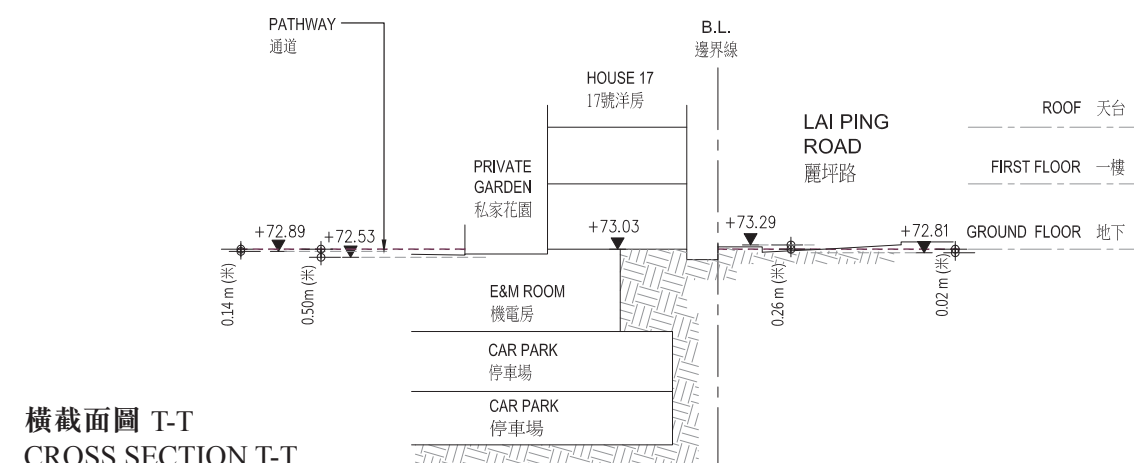 PATHWAY
通道
B.L.
邊界線
HOUSE 17
17號洋房
LAI PING
ROAD
麗坪路
ROOF 天台
FIRST FLOOR 一樓
GROUND FLOOR 地下
PRIVATE
GARDEN
私家花園
+72.89
+72.53
+73.03
+73.29
+72.81
0.14 m (米)
0.50m (米)
0.26 m (米)
0.02 m (米)
E&M ROOM
機電房
CAR PARK
停車場
CAR PARK
停車場
橫截面圖 T-T
CROSS SECTION T-T